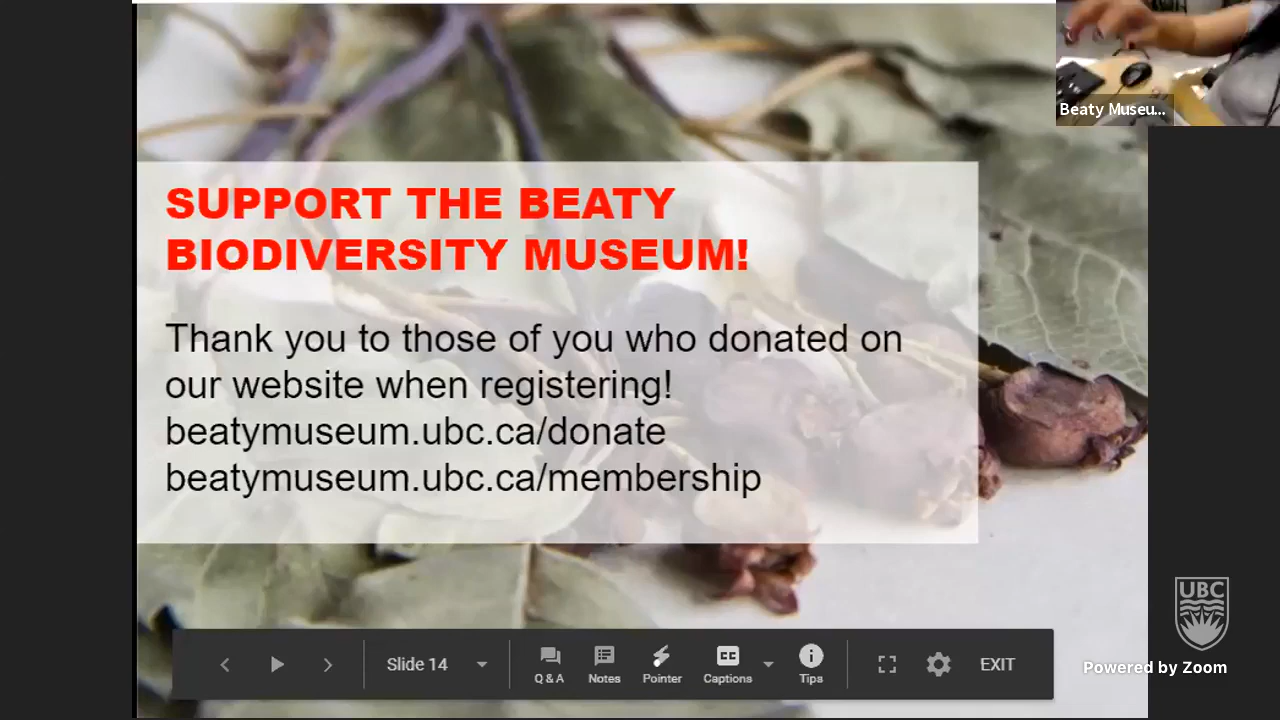 Beaty Museu...
SUPPORT THE BEATY
BIODIVERSITY MUSEUM!
Thank you to those of you who donated on
our website when registering!
beatymuseum.ubc.ca/donate
beatymuseum.ubc.ca/membership
Slide 14
Q & A
Notes
Pointer
CC
Captions
Tips
EXIT
UBC
Powered by Zoom